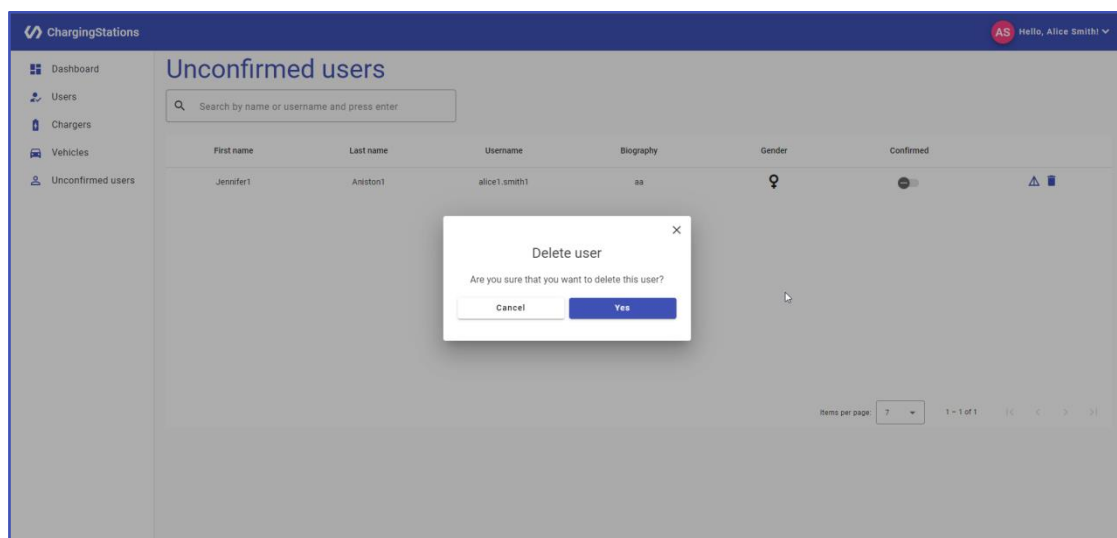 ChargingStations
AS Hello, Alice Smith!
Dashboard
Users
Chargers
Vehicles
Unconfirmed users
Unconfirmed users
Search by name or username and press enter
First name Last name Username Biography Gender Confirmed
Jennifer1 Aniston1 alice1.smith1 aa
Delete user
Are you sure that you want to delete this user?
Cancel Yes
Items per page: 7 1 – 1 of 1